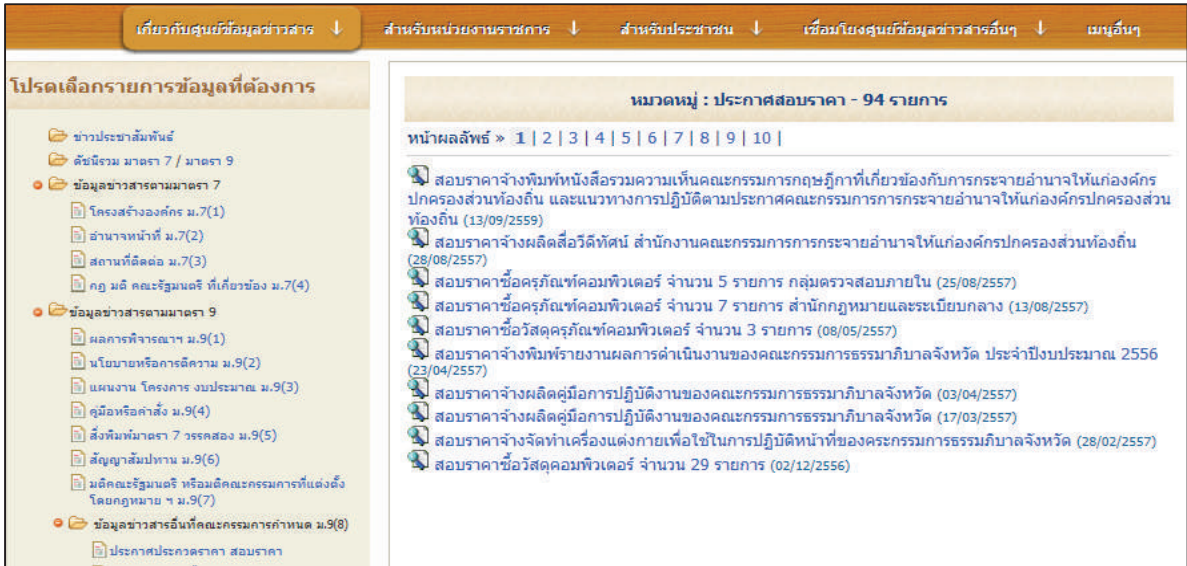 เกี่ยวกับศูนย์ข้อมูลข่าวสาร ↓ สำหรับหน่วยงานราชการ ↓ สำหรับประชาชน ↓ เชื่อมโยงศูนย์ข้อมูลข่าวสารอื่นๆ ↓ เมนูอื่นๆ
โปรดเลือกรายการข้อมูลที่ต้องการ
ข่าวประชาสัมพันธ์
ดัชนีรวม มาตรา 7 / มาตรา 9
ข้อมูลข่าวสารตามมาตรา 7
โครงสร้างองค์กร ม.7(1)
อำนาจหน้าที่ ม.7(2)
สถานที่ติดต่อ ม.7(3)
กฎ มติ คณะรัฐมนตรี ที่เกี่ยวข้อง ม.7(4)
ข้อมูลข่าวสารตามมาตรา 9
ผลการพิจารณาฯ ม.9(1)
นโยบายหรือการตีความ ม.9(2)
แผนงาน โครงการ งบประมาณ ม.9(3)
คู่มือหรือคำสั่ง ม.9(4)
สิ่งพิมพ์มาตรา 7 วรรคสอง ม.9(5)
สัญญาสัมปทาน ม.9(6)
มติคณะรัฐมนตรี หรือมติคณะกรรมการที่แต่งตั้ง
โดยกฎหมาย ฯ ม.9(7)
ข้อมูลข่าวสารอื่นที่คณะกรรมการกำหนด ม.9(8)
ประกาศประกวดราคา สอบราคา
หมวดหมู่ : ประกาศสอบราคา - 94 รายการ
หน้าผลลัพธ์ » 1 | 2 | 3 | 4 | 5 | 6 | 7 | 8 | 9 | 10 |
สอบราคาจ้างพิมพ์หนังสือรวมความเห็นคณะกรรมการกฤษฎีกาที่เกี่ยวข้องกับการกระจายอำนาจให้แก่องค์กร
ปกครองส่วนท้องถิ่น และแนวทางการปฏิบัติตามประกาศคณะกรรมการการกระจายอำนาจให้แก่องค์กรปกครองส่วน
ท้องถิ่น (13/09/2559)
สอบราคาจ้างผลิตสื่อวีดีทัศน์ สำนักงานคณะกรรมการการกระจายอำนาจให้แก่องค์กรปกครองส่วนท้องถิ่น
(28/08/2557)
สอบราคาซื้อครุภัณฑ์คอมพิวเตอร์ จำนวน 5 รายการ กลุ่มตรวจสอบภายใน (25/08/2557)
สอบราคาซื้อครุภัณฑ์คอมพิวเตอร์ จำนวน 7 รายการ สำนักกฎหมายและระเบียบกลาง (13/08/2557)
สอบราคาซื้อวัสดุครุภัณฑ์คอมพิวเตอร์ จำนวน 3 รายการ (08/05/2557)
สอบราคาจ้างพิมพ์รายงานผลการดำเนินงานของคณะกรรมการธรรมาภิบาลจังหวัด ประจำปีงบประมาณ 2556
(23/04/2557)
สอบราคาจ้างผลิตคู่มือการปฏิบัติงานของคณะกรรมการธรรมาภิบาลจังหวัด (03/04/2557)
สอบราคาจ้างผลิตคู่มือการปฏิบัติงานของคณะกรรมการธรรมาภิบาลจังหวัด (17/03/2557)
สอบราคาจ้างจัดทำเครื่องแต่งกายเพื่อใช้ในการปฏิบัติหน้าที่ของคระกรรมการธรรมภิบาลจังหวัด (28/02/2557)
สอบราคาซื้อวัสดุคอมพิวเตอร์ จำนวน 29 รายการ (02/12/2556)